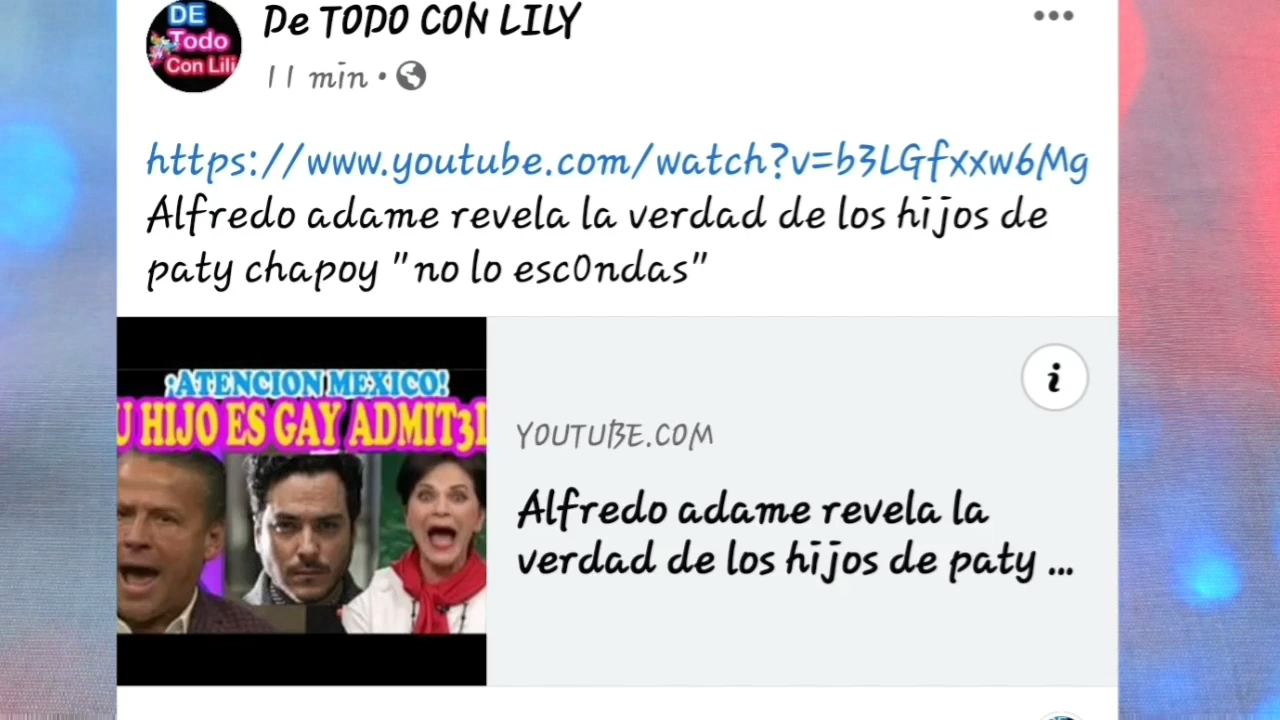 DE
Todo
Con Lili
De TODO CON LILY
11 min •
https://www.youtube.com/watch?v=b3LGfxxw6Mg
Alfredo adame revela la verdad de los hijos de
paty chapoy "no lo esc0ndas"
¡ATENCION MEXICO!
U HIJO ES GAY ADMIT3L
i
YOUTUBE.COM
Alfredo adame revela la
verdad de los hijos de paty ...